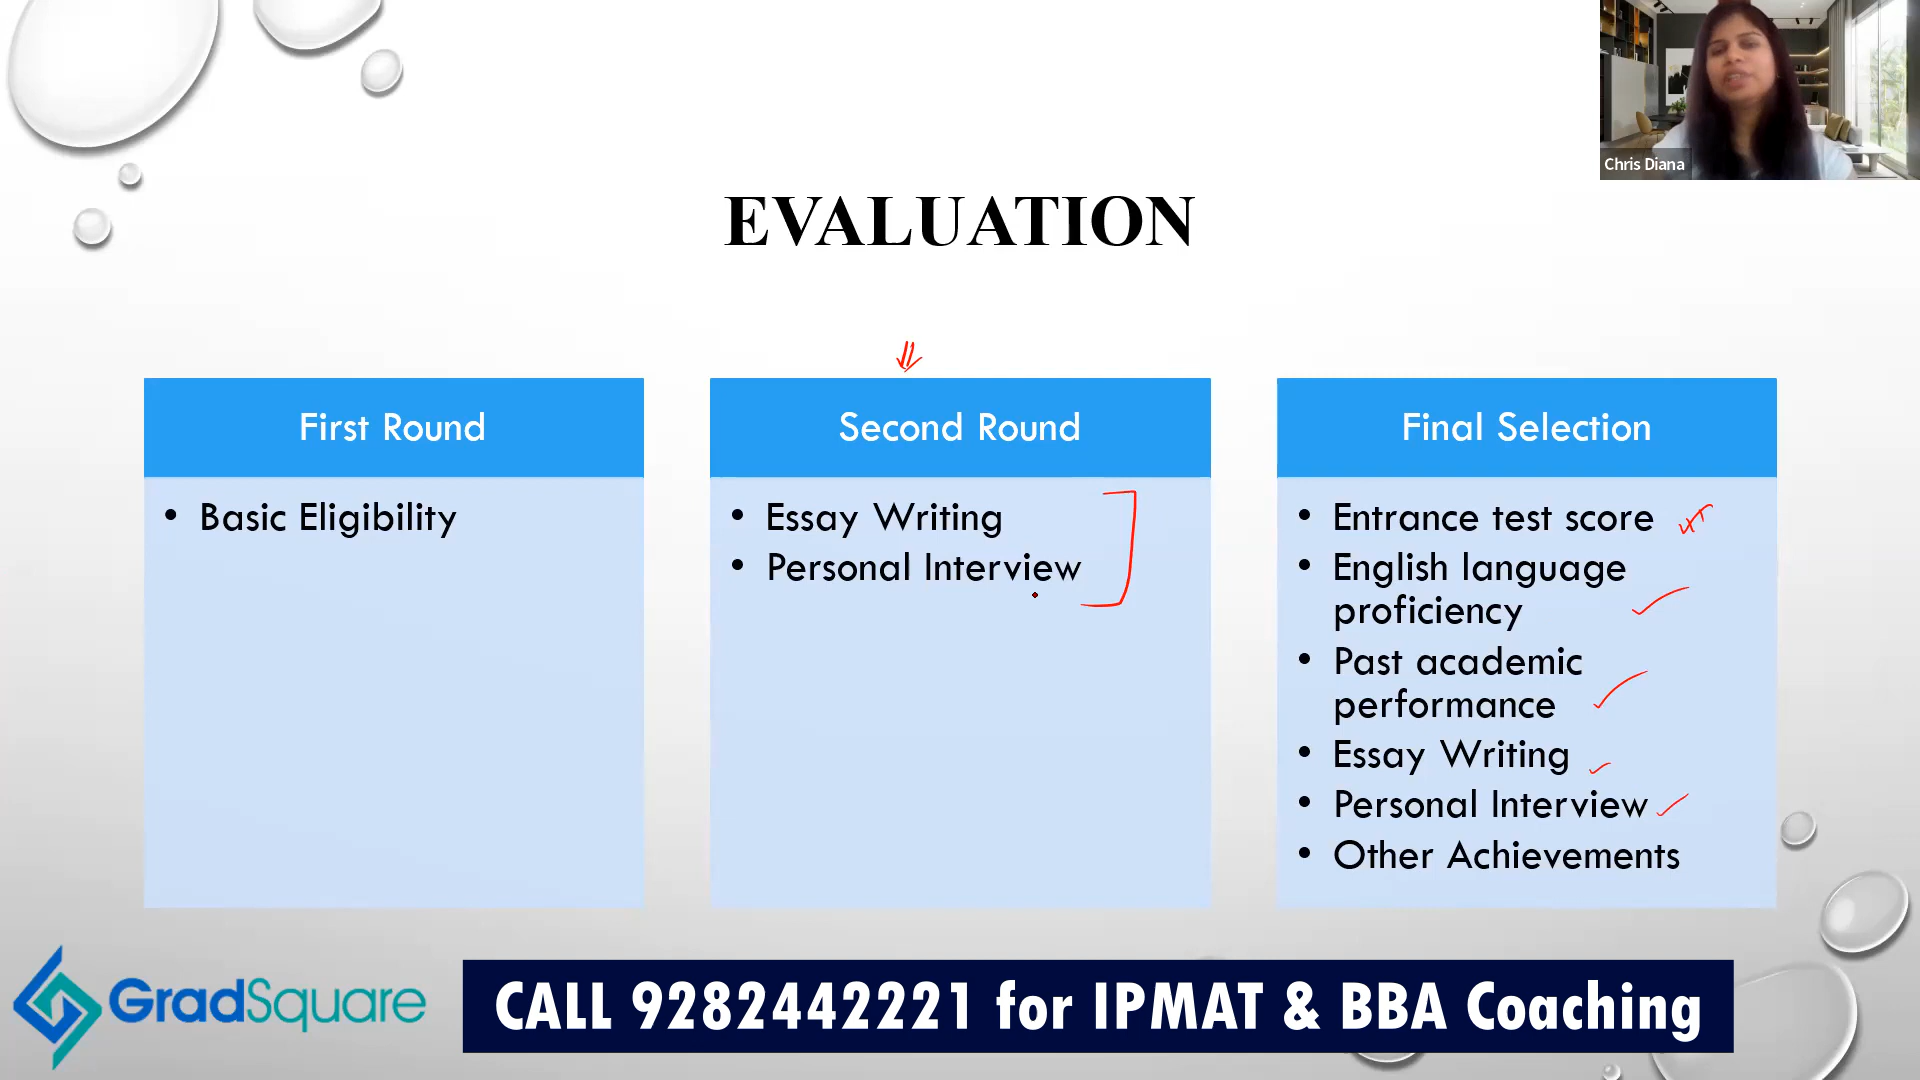 Chris Diana
EVALUATION
First Round
• Basic Eligibility
Second Round
• Essay Writing
• Personal Interview
Final Selection
• Entrance test score
• English language
proficiency
• Past academic
performance
• Essay Writing
• Personal Interview
• Other Achievements
GradSquare
CALL 9282442221 for IPMAT & BBA Coaching